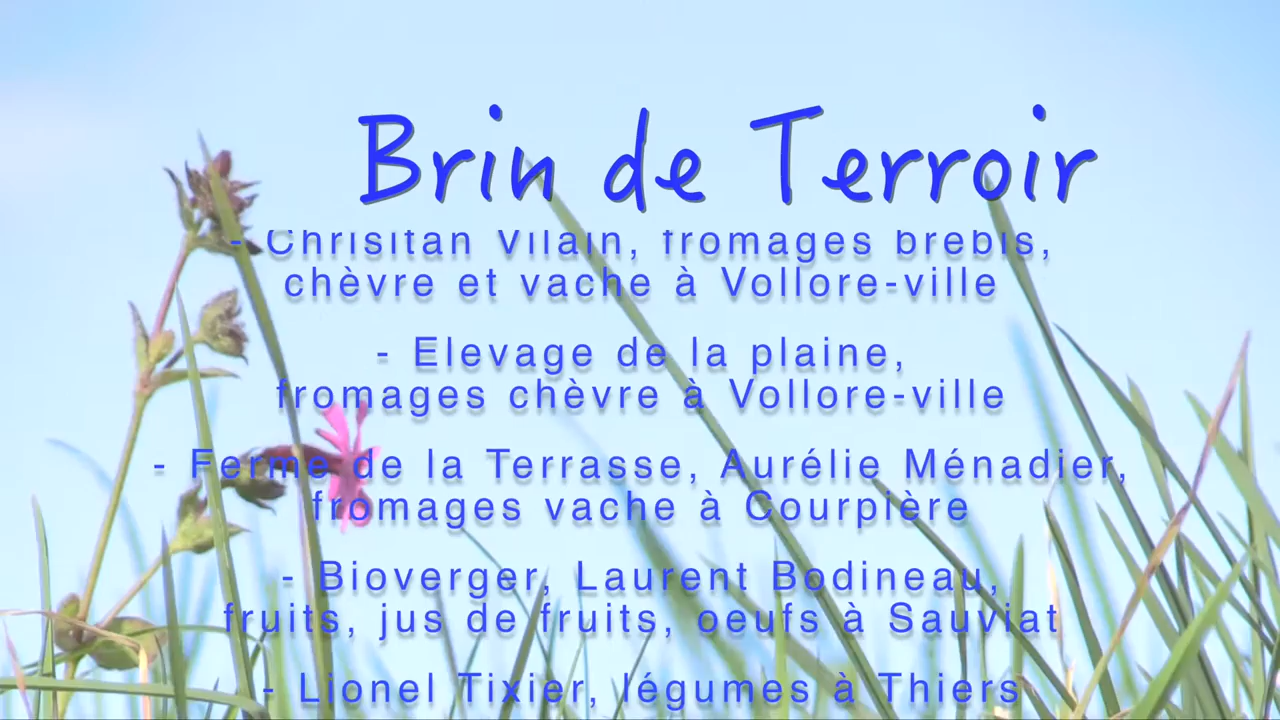 Brin de Terroir
- Chrisitan Vilain, fromages brebis,
chèvre et vache à Vollore-ville
- Elevage de la plaine,
fromages chèvre à Vollore-ville
- Ferme de la Terrasse, Aurélie Ménadier,
fromages vache à Courpière
- Bioverger, Laurent Bodineau,
fruits, jus de fruits, oeufs à Sauviat
- Lionel Tixier, légumes à Thiers